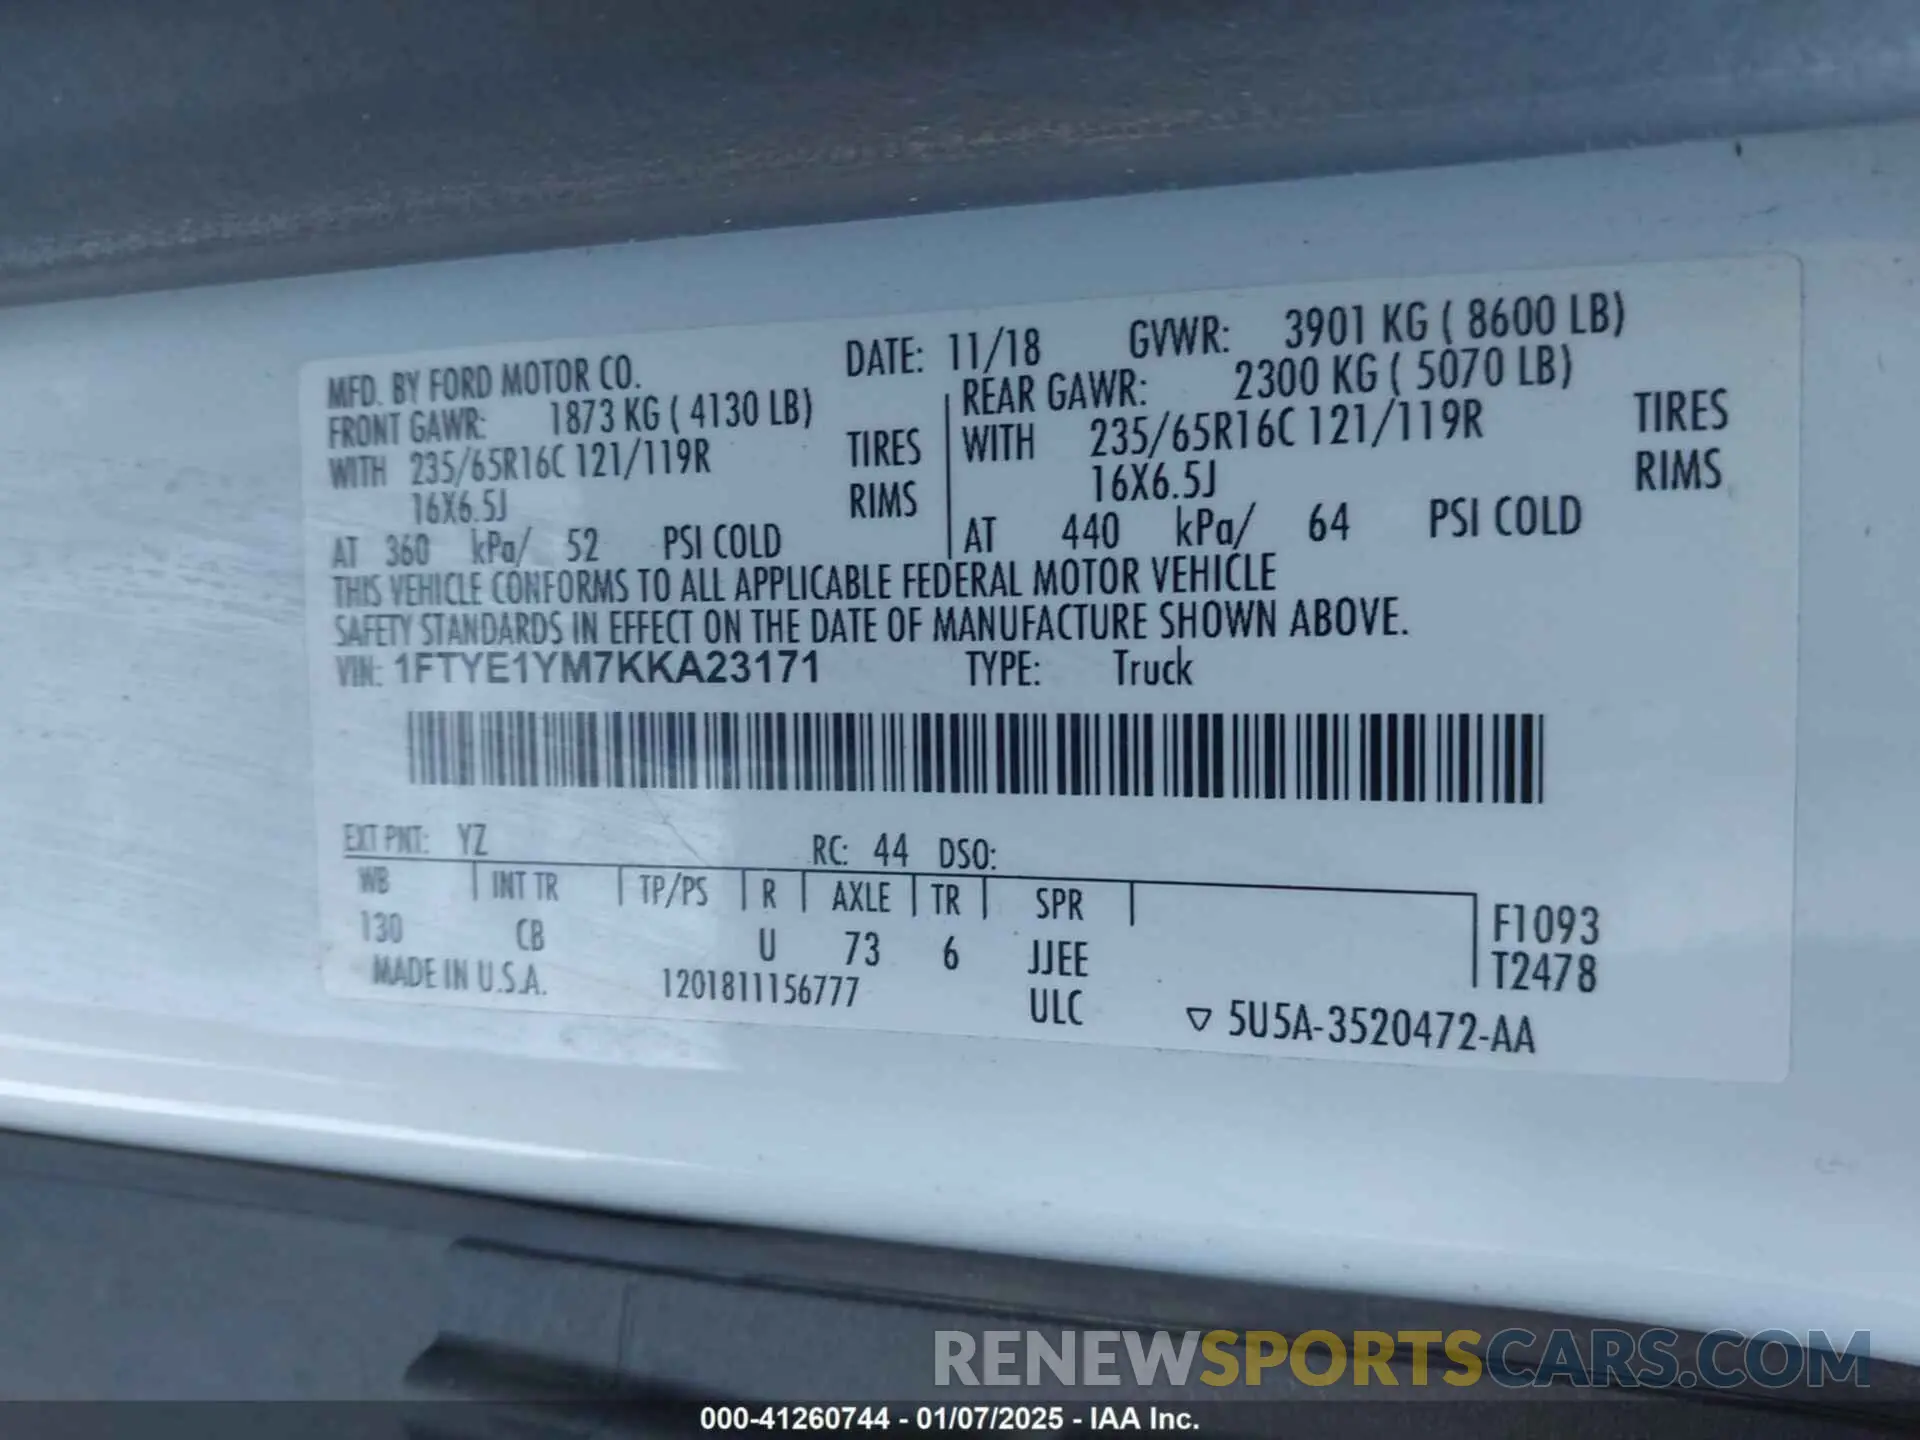 MFD. BY FORD MOTOR CO. DATE: 11/18 GVWR: 3901 KG ( 8600 LB)
FRONT GAWR: 1873 KG ( 4130 LB) REAR GAWR: 2300 KG ( 5070 LB)
WITH 235/65R16C 121/119R TIRES WITH 235/65R16C 121/119R TIRES
16X6.5J RIMS 16X6.5J RIMS
AT 360 kPa/ 52 PSI COLD AT 440 kPa/ 64 PSI COLD
THIS VEHICLE CONFORMS TO ALL APPLICABLE FEDERAL MOTOR VEHICLE
SAFETY STANDARDS IN EFFECT ON THE DATE OF MANUFACTURE SHOWN ABOVE.
VIN: 1FTYE1YM7KKA23171 TYPE: Truck
EXT PNT: YZ RC: 44 DSO:
WB INT TR TP/PS R AXLE TR SPR
130 CB U 73 6 JJEE F1093
MADE IN U.S.A. 1201811156777 ULC T2478
▽ 5U5A-3520472-AA
RENEWSPORTSCARS.COM
000-41260744 - 01/07/2025 - IAA Inc.